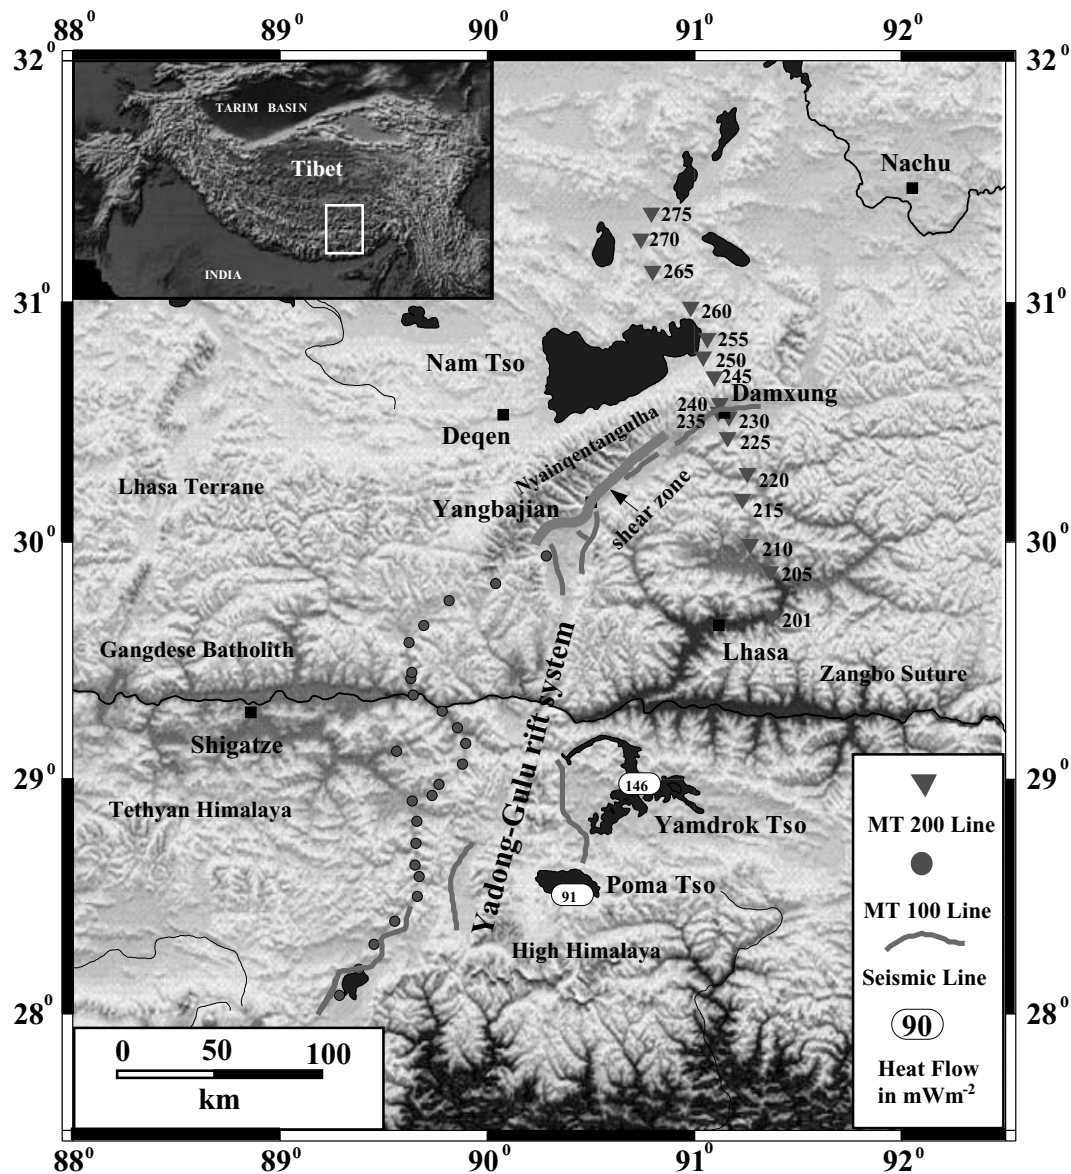 88⁰ 89⁰ 90⁰ 91⁰ 92⁰
32⁰ 32⁰
TARIM BASIN
Tibet
INDIA
Nachu
275
270
265
31⁰ 31⁰
260
255
250
245
Nam Tso
Damxung
240
235
230
225
Deqen
Nyainqentangulha
220
Lhasa Terrane
Yangbajian
shear zone
215
30⁰ 30⁰
210
205
201
Gangdese Batholith
Lhasa
Zangbo Suture
Yadong-Gulu rift system
Shigatze
29⁰ 29⁰
146
Tethyan Himalaya
Yamdrok Tso
Poma Tso
91
High Himalaya
28⁰ 28⁰
MT 200 Line
MT 100 Line
Seismic Line
90
Heat Flow
in mWm⁻²
0 50 100
km
88⁰ 89⁰ 90⁰ 91⁰ 92⁰